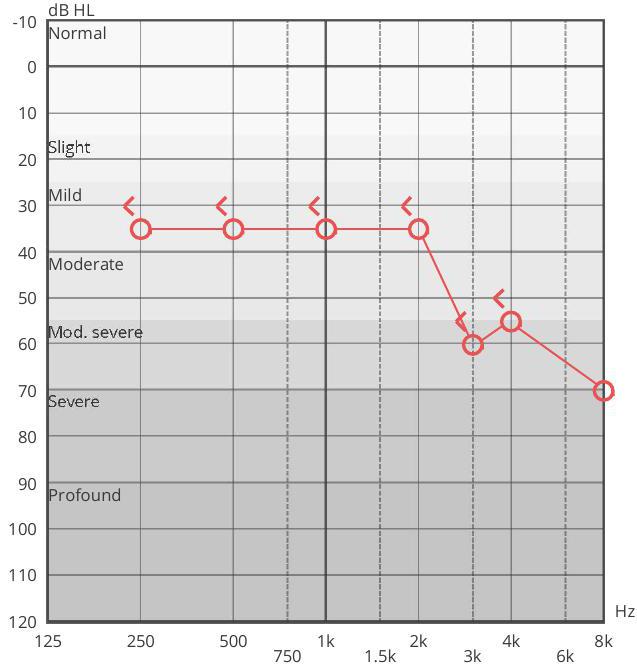 dB HL
-10
Normal
0
10
Slight
20
Mild
30
40
Moderate
50
Mod. severe
60
70
Severe
80
90
Profound
100
110
120
Hz
125 250 500 1k 2k 4k 8k
750 1.5k 3k 6k